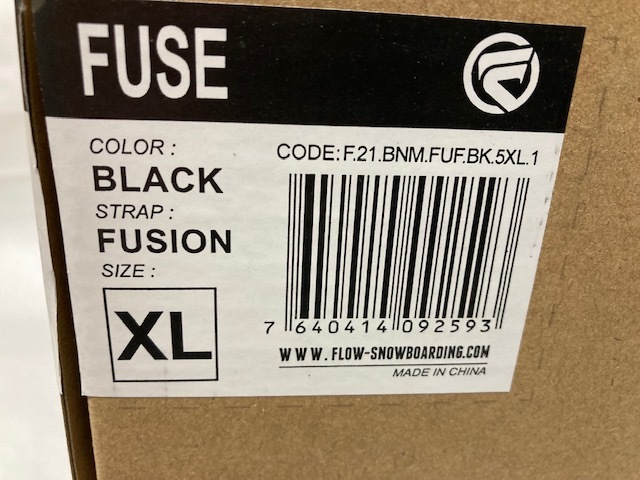 FUSE
COLOR :
BLACK
STRAP :
FUSION
SIZE :
XL
CODE: F.21.BNM.FUF.BK.5XL.1
7 640414 092593
WWW.FLOW-SNOWBOARDING.COM
MADE IN CHINA